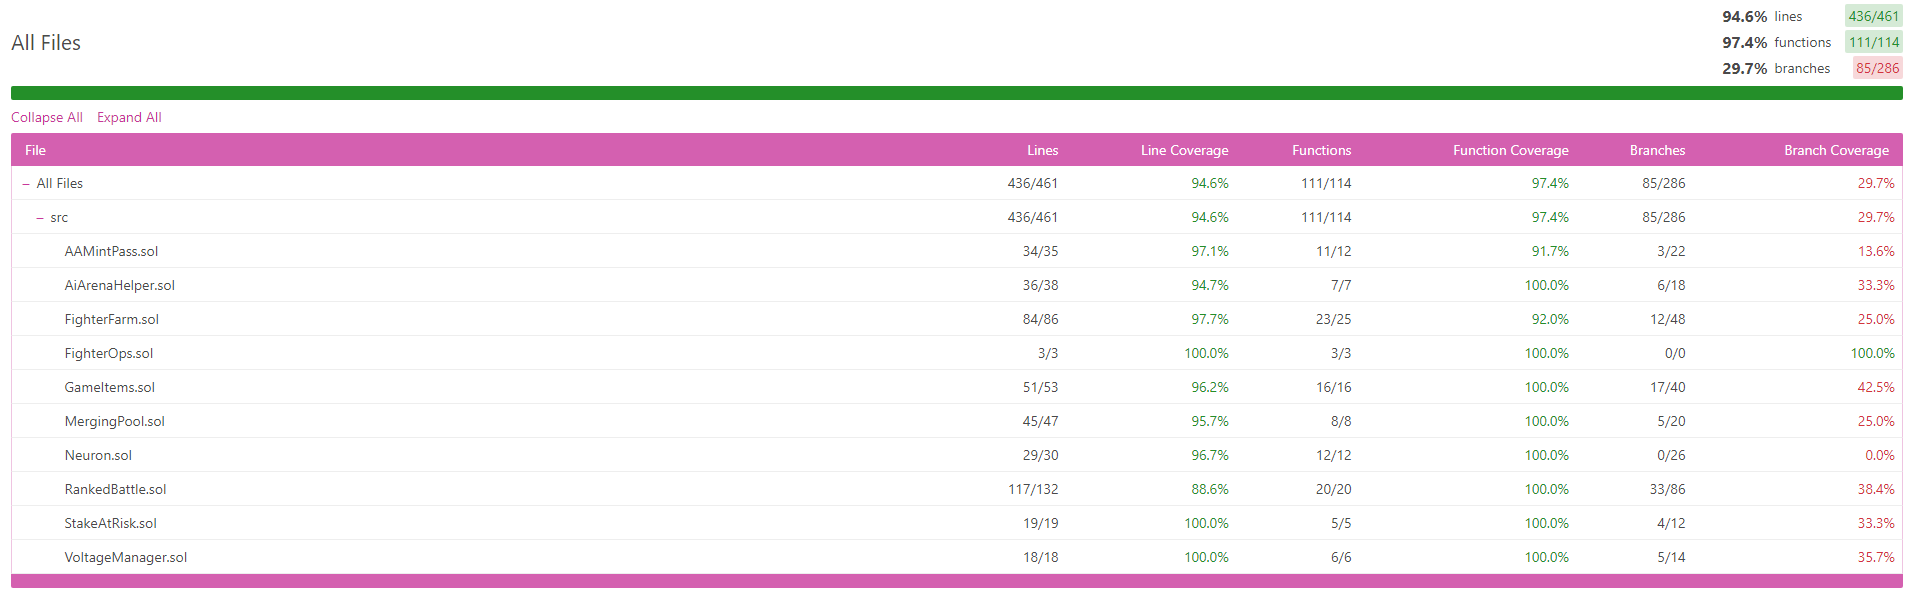 All Files
94.6% lines 436/461
97.4% functions 111/114
29.7% branches 85/286
Collapse All Expand All
File Lines Line Coverage Functions Function Coverage Branches Branch Coverage
– All Files 436/461 94.6% 111/114 97.4% 85/286 29.7%
– src 436/461 94.6% 111/114 97.4% 85/286 29.7%
AAMintPass.sol 34/35 97.1% 11/12 91.7% 3/22 13.6%
AiArenaHelper.sol 36/38 94.7% 7/7 100.0% 6/18 33.3%
FighterFarm.sol 84/86 97.7% 23/25 92.0% 12/48 25.0%
FighterOps.sol 3/3 100.0% 3/3 100.0% 0/0 100.0%
GameItems.sol 51/53 96.2% 16/16 100.0% 17/40 42.5%
MergingPool.sol 45/47 95.7% 8/8 100.0% 5/20 25.0%
Neuron.sol 29/30 96.7% 12/12 100.0% 0/26 0.0%
RankedBattle.sol 117/132 88.6% 20/20 100.0% 33/86 38.4%
StakeAtRisk.sol 19/19 100.0% 5/5 100.0% 4/12 33.3%
VoltageManager.sol 18/18 100.0% 6/6 100.0% 5/14 35.7%